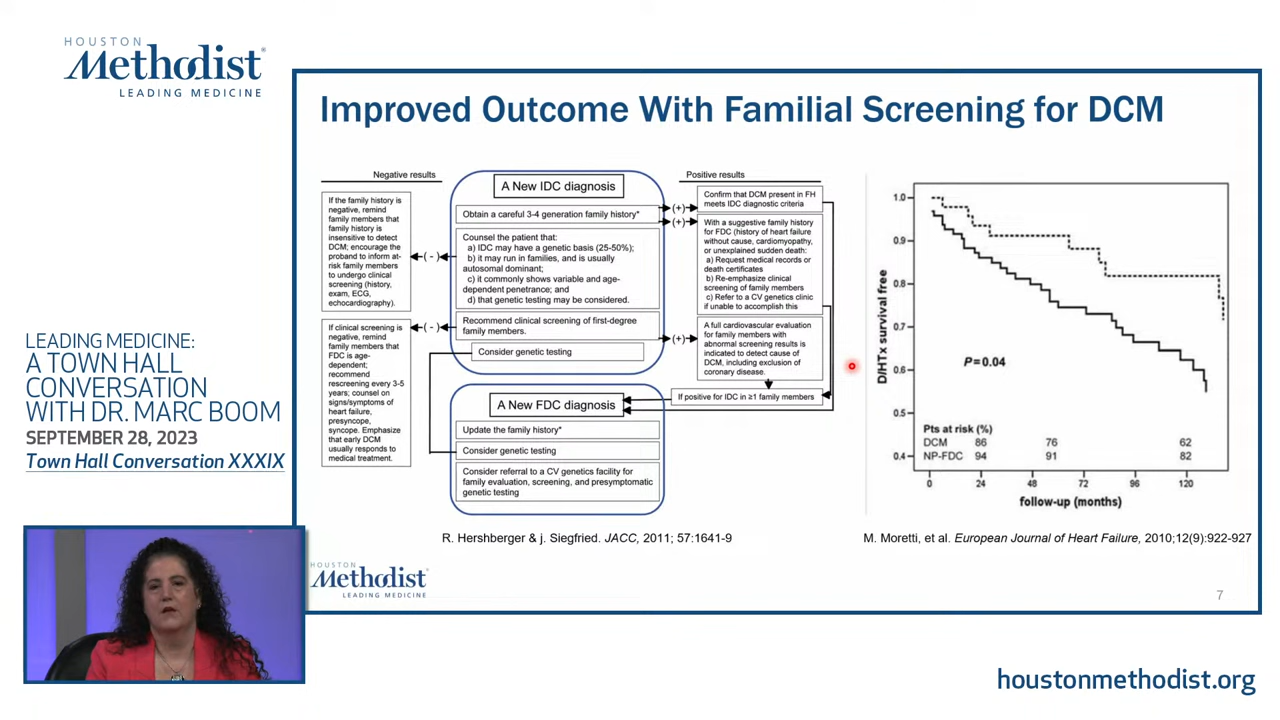 HOUSTON
Methodist
LEADING MEDICINE
LEADING MEDICINE:
A TOWN HALL
CONVERSATION
WITH DR. MARC BOOM
SEPTEMBER 28, 2023
Town Hall Conversation XXXIX
Improved Outcome With Familial Screening for DCM
Negative results
If the family history is
negative, remind
family members that
family history is
insensitive to detect
DCM; encourage the
proband to inform at-
risk family members
to undergo clinical
screening (history,
exam, ECG,
echocardiography).
If clinical screening is
negative, remind
family members that
FDC is age-
dependent;
recommend
rescreening every 3-5
years; counsel on
signs/symptoms of
heart failure,
presyncope,
syncope. Emphasize
that early DCM
usually responds to
medical treatment.
(-)
(-)
A New IDC diagnosis
Obtain a careful 3-4 generation family history*
Counsel the patient that:
a) IDC may have a genetic basis (25-50%);
b) it may run in families, and is usually
autosomal dominant;
c) it commonly shows variable and age-
dependent penetrance; and
d) that genetic testing may be considered.
Recommend clinical screening of first-degree
family members.
Consider genetic testing
A New FDC diagnosis
Update the family history*
Consider genetic testing
Consider referral to a CV genetics facility for
family evaluation, screening, and presymptomatic
genetic testing
(+)
(+)
(+)
Positive results
Confirm that DCM present in FH
meets IDC diagnostic criteria
With a suggestive family history
for FDC (history of heart failure
without cause, cardiomyopathy,
or unexplained sudden death:
a) Request medical records or
death certificates
b) Re-emphasize clinical
screening of family members
c) Refer to a CV genetics clinic
if unable to accomplish this
A full cardiovascular evaluation
for family members with
abnormal screening results is
indicated to detect cause of
DCM, including exclusion of
coronary disease.
If positive for IDC in ≥1 family members
R. Hershberger & j. Siegfried. JACC, 2011; 57:1641-9
D/HTx survival free
1.0
0.9
0.8
0.7
0.6
0.5
0.4
P=0.04
Pts at risk (%)
DCM 86 76 62
NP-FDC 94 91 82
0 24 48 72 96 120
follow-up (months)
M. Moretti, et al. European Journal of Heart Failure, 2010;12(9):922-927
HOUSTON
Methodist
LEADING MEDICINE
7
houstonmethodist.org